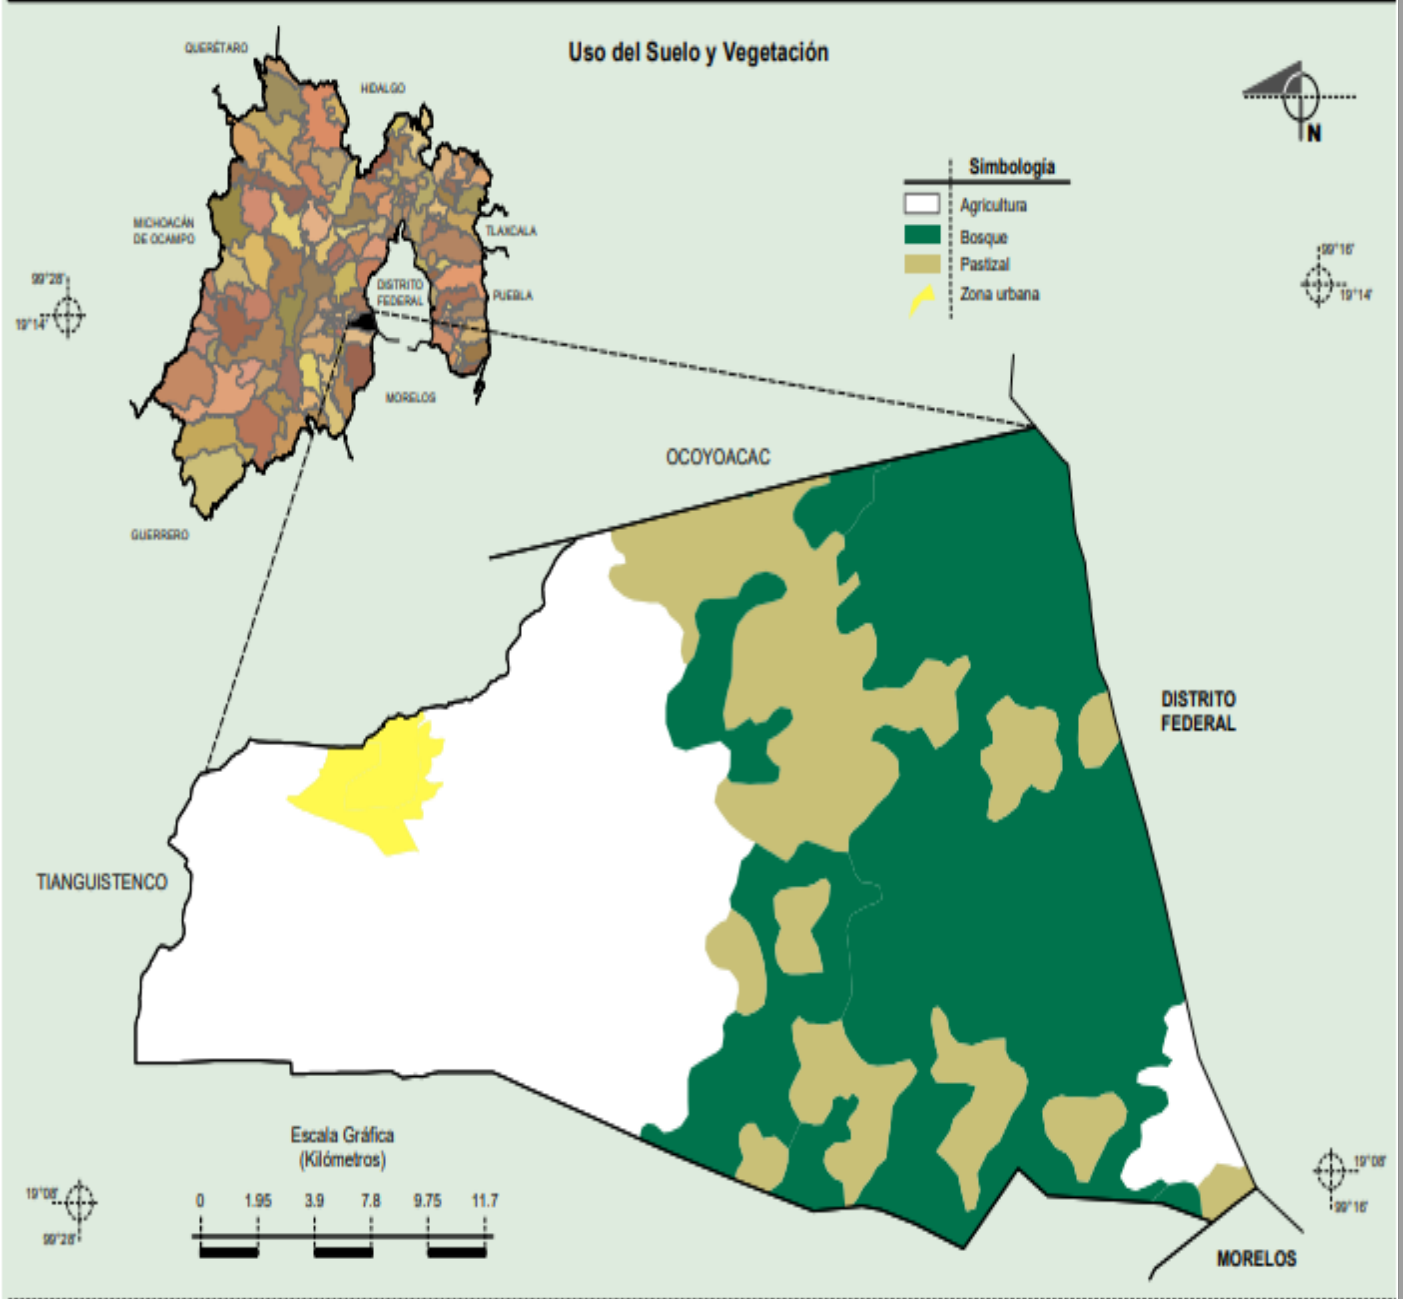 Uso del Suelo y Vegetación
QUERÉTARO
HIDALGO
MICHOACÁN
DE OCAMPO
TLAXCALA
DISTRITO
FEDERAL
PUEBLA
MORELOS
GUERRERO
N
Simbología
Agricultura
Bosque
Pastizal
Zona urbana
99°28'
19°14'
99°16'
19°14'
OCOYOACAC
DISTRITO
FEDERAL
TIANGUISTENCO
Escala Gráfica
(Kilómetros)
0 1.95 3.9 7.8 9.75 11.7
19°08'
99°28'
19°08'
99°16'
MORELOS